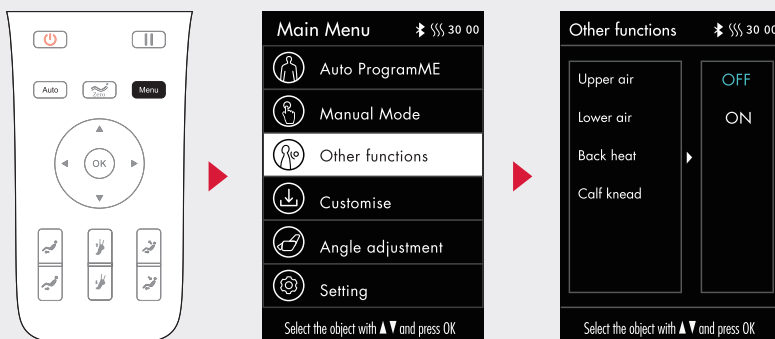 Auto
Zero
Menu
OK
Main Menu 30 00
Auto ProgramME
Manual Mode
Other functions
Customise
Angle adjustment
Setting
Select the object with ▲▼ and press OK
Other functions 30 00
Upper air OFF
Lower air ON
Back heat
Calf knead
Select the object with ▲▼ and press OK